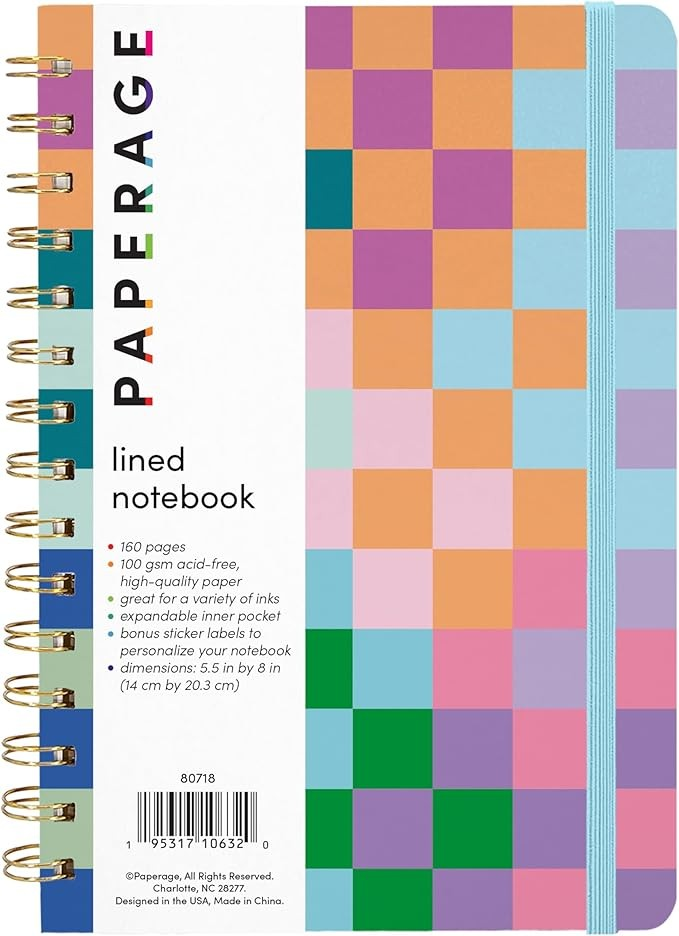 PAPERAGE
lined
notebook
• 160 pages
• 100 gsm acid-free,
high-quality paper
• great for a variety of inks
• expandable inner pocket
• bonus sticker labels to
personalize your notebook
• dimensions: 5.5 in by 8 in
(14 cm by 20.3 cm)
80718
1 95317 10632 0
©Paperage, All Rights Reserved.
Charlotte, NC 28277.
Designed in the USA, Made in China.